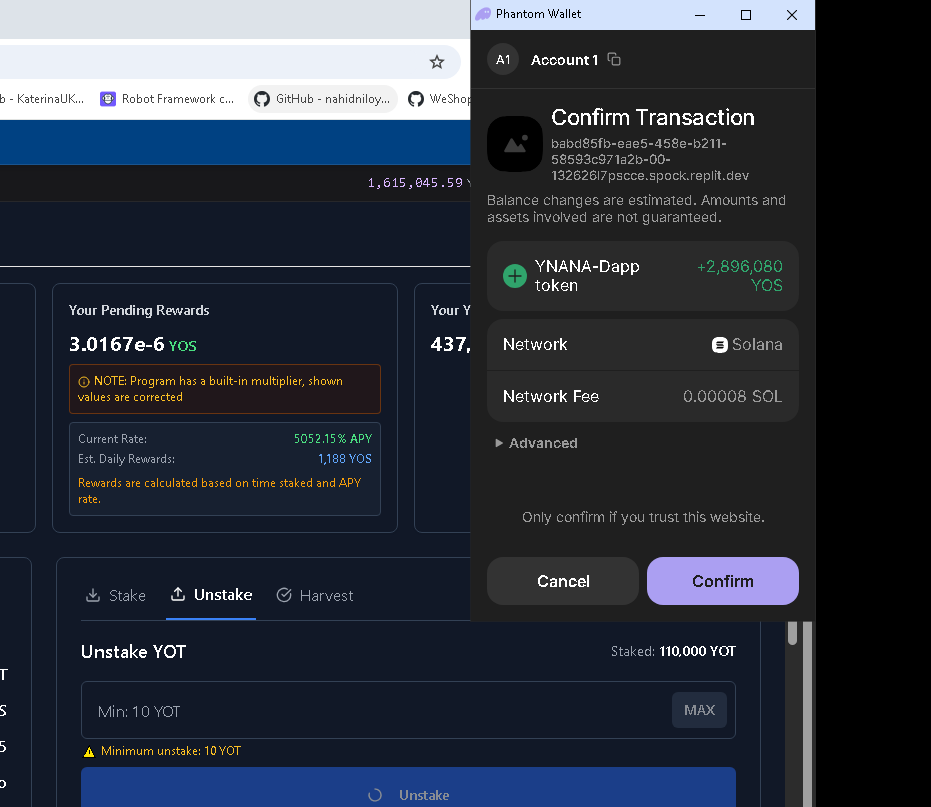 Phantom Wallet
A1
Account 1
Confirm Transaction
babd85fb-eae5-458e-b211-
58593c971a2b-00-
132626l7pscce.spock.replit.dev
Balance changes are estimated. Amounts and
assets involved are not guaranteed.
YNANA-Dapp
token
+2,896,080
YOS
Network
Solana
Network Fee
0.00008 SOL
Advanced
Only confirm if you trust this website.
Cancel
Confirm
b - KaterinaUK...
Robot Framework c...
GitHub - nahidniloy...
WeShop
1,615,045.59 Y
Your Pending Rewards
3.0167e-6 YOS
NOTE: Program has a built-in multiplier, shown
values are corrected
Current Rate:
5052.15% APY
Est. Daily Rewards:
1,188 YOS
Rewards are calculated based on time staked and APY
rate.
Your Y
437,
Stake
Unstake
Harvest
Unstake YOT
Staked: 110,000 YOT
Min: 10 YOT
MAX
Minimum unstake: 10 YOT
Unstake
T
S
5
o